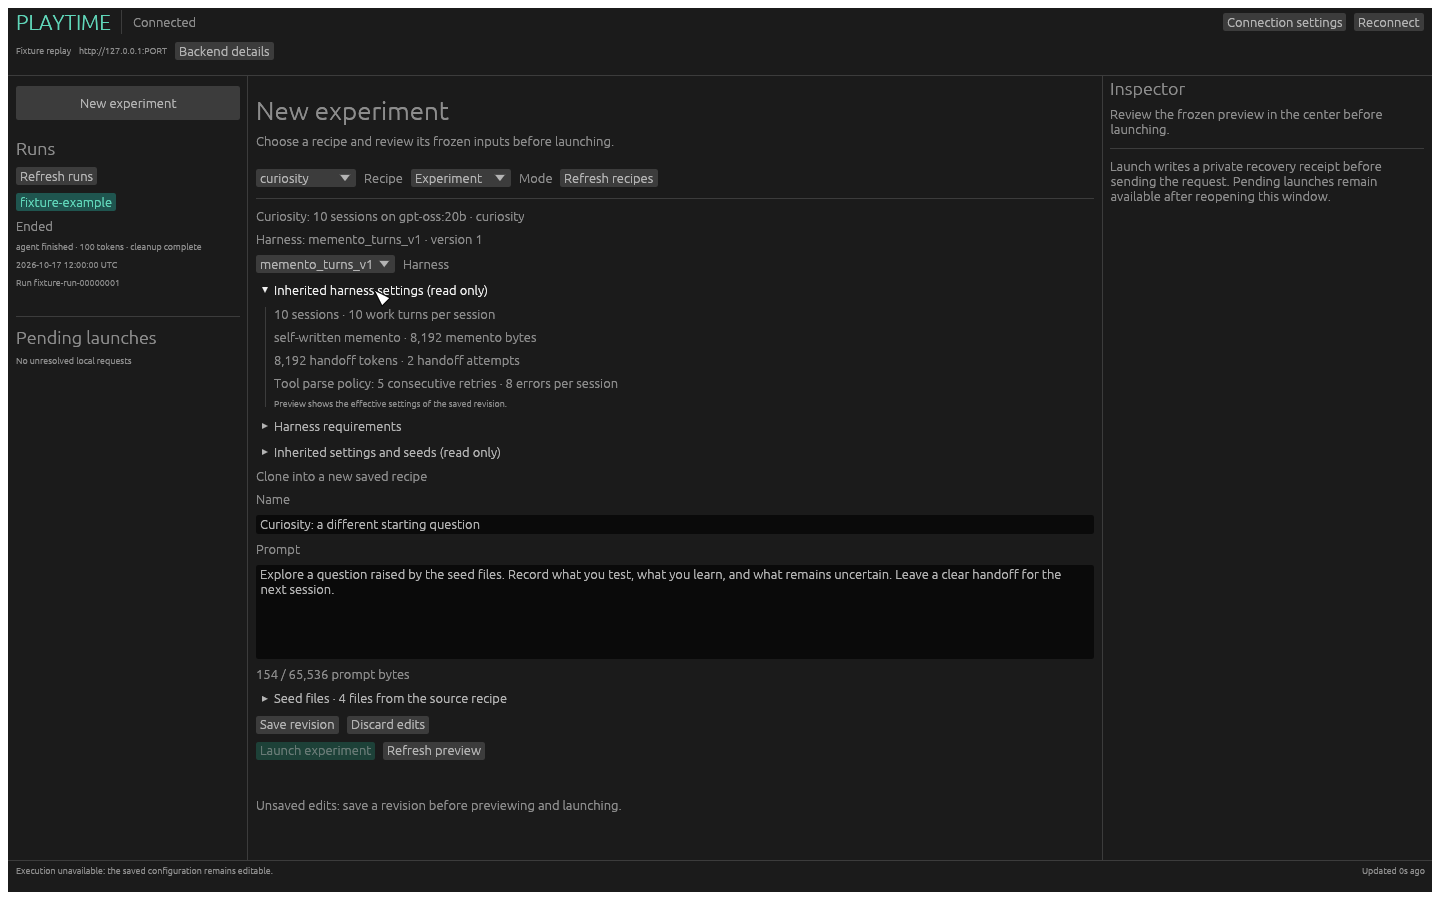 PLAYTIME
Connected
Connection settings
Reconnect
Fixture replay http://127.0.0.1:PORT
Backend details
New experiment
Runs
Refresh runs
fixture-example
Ended
agent finished · 100 tokens · cleanup complete
2026-10-17 12:00:00 UTC
Run fixture-run-00000001
Pending launches
No unresolved local requests
New experiment
Choose a recipe and review its frozen inputs before launching.
curiosity Recipe Experiment Mode Refresh recipes
Curiosity: 10 sessions on gpt-oss:20b · curiosity
Harness: memento_turns_v1 · version 1
memento_turns_v1 Harness
Inherited harness settings (read only)
10 sessions · 10 work turns per session
self-written memento · 8,192 memento bytes
8,192 handoff tokens · 2 handoff attempts
Tool parse policy: 5 consecutive retries · 8 errors per session
Preview shows the effective settings of the saved revision.
Harness requirements
Inherited settings and seeds (read only)
Clone into a new saved recipe
Name
Curiosity: a different starting question
Prompt
Explore a question raised by the seed files. Record what you test, what you learn, and what remains uncertain. Leave a clear handoff for the
next session.
154 / 65,536 prompt bytes
Seed files · 4 files from the source recipe
Save revision Discard edits
Launch experiment Refresh preview
Unsaved edits: save a revision before previewing and launching.
Inspector
Review the frozen preview in the center before
launching.
Launch writes a private recovery receipt before
sending the request. Pending launches remain
available after reopening this window.
Execution unavailable: the saved configuration remains editable.
Updated 0s ago